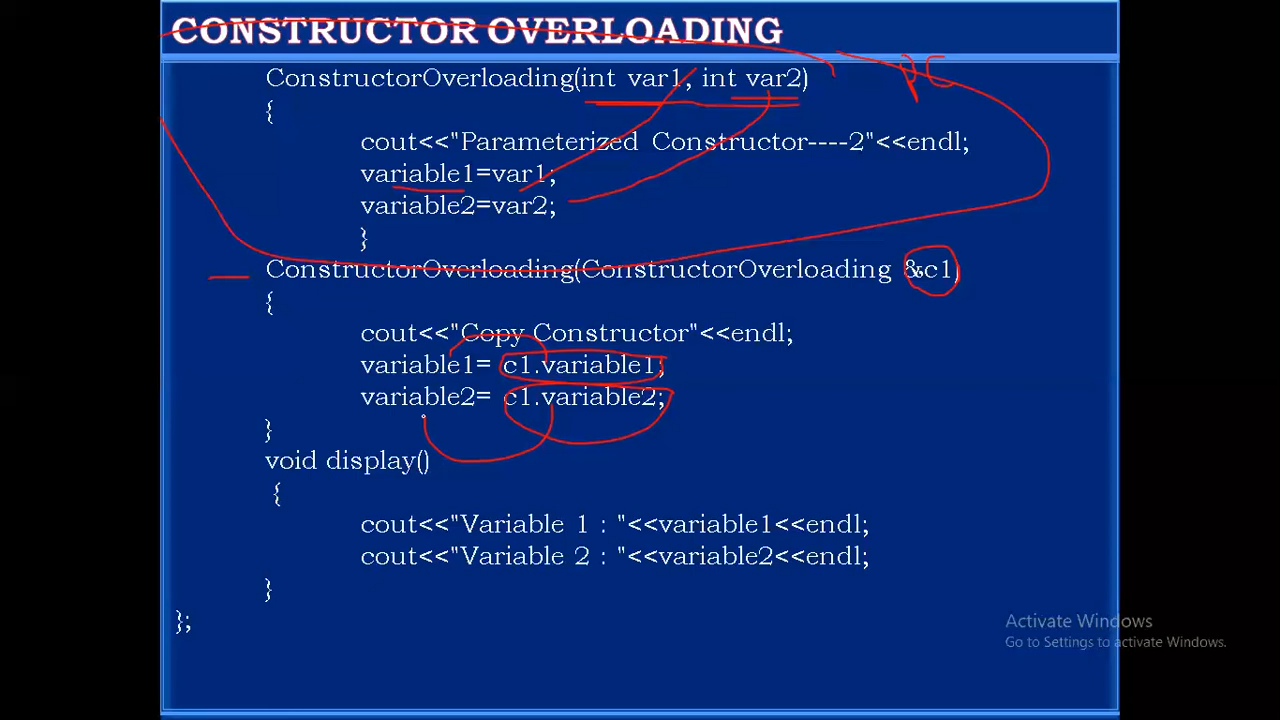 CONSTRUCTOR OVERLOADING
ConstructorOverloading(int var1, int var2) PC
{
cout<<"Parameterized Constructor----2"<<endl;
variable1=var1;
variable2=var2;
}
ConstructorOverloading(ConstructorOverloading &c1)
{
cout<<"Copy Constructor"<<endl;
variable1= c1.variable1;
variable2= c1.variable2;
}
void display()
{
cout<<"Variable 1 : "<<variable1<<endl;
cout<<"Variable 2 : "<<variable2<<endl;
}
};
Activate Windows
Go to Settings to activate Windows.